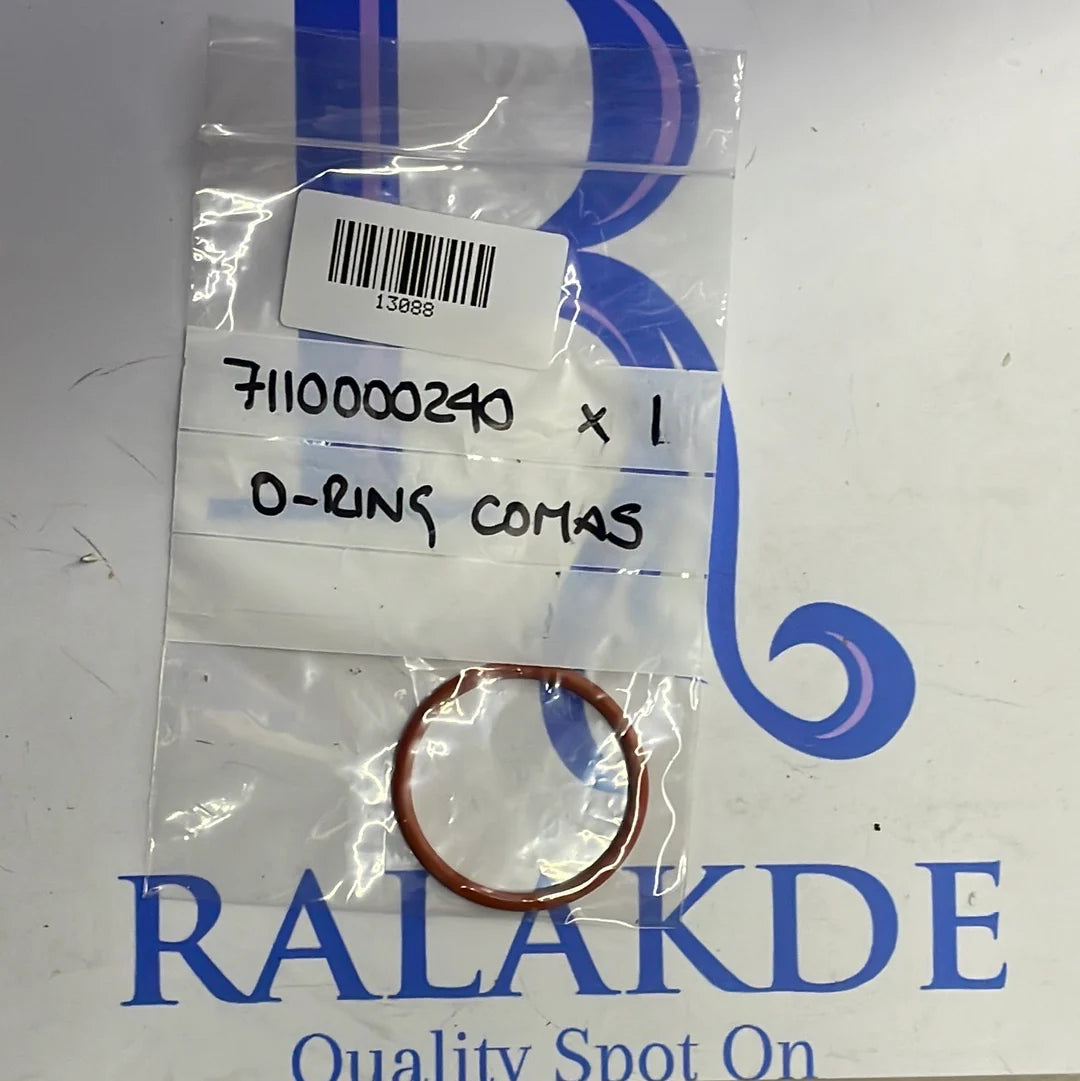 13088
7110000240 x 1
O-RING COMAS
RALAKDE
Quality Spot On